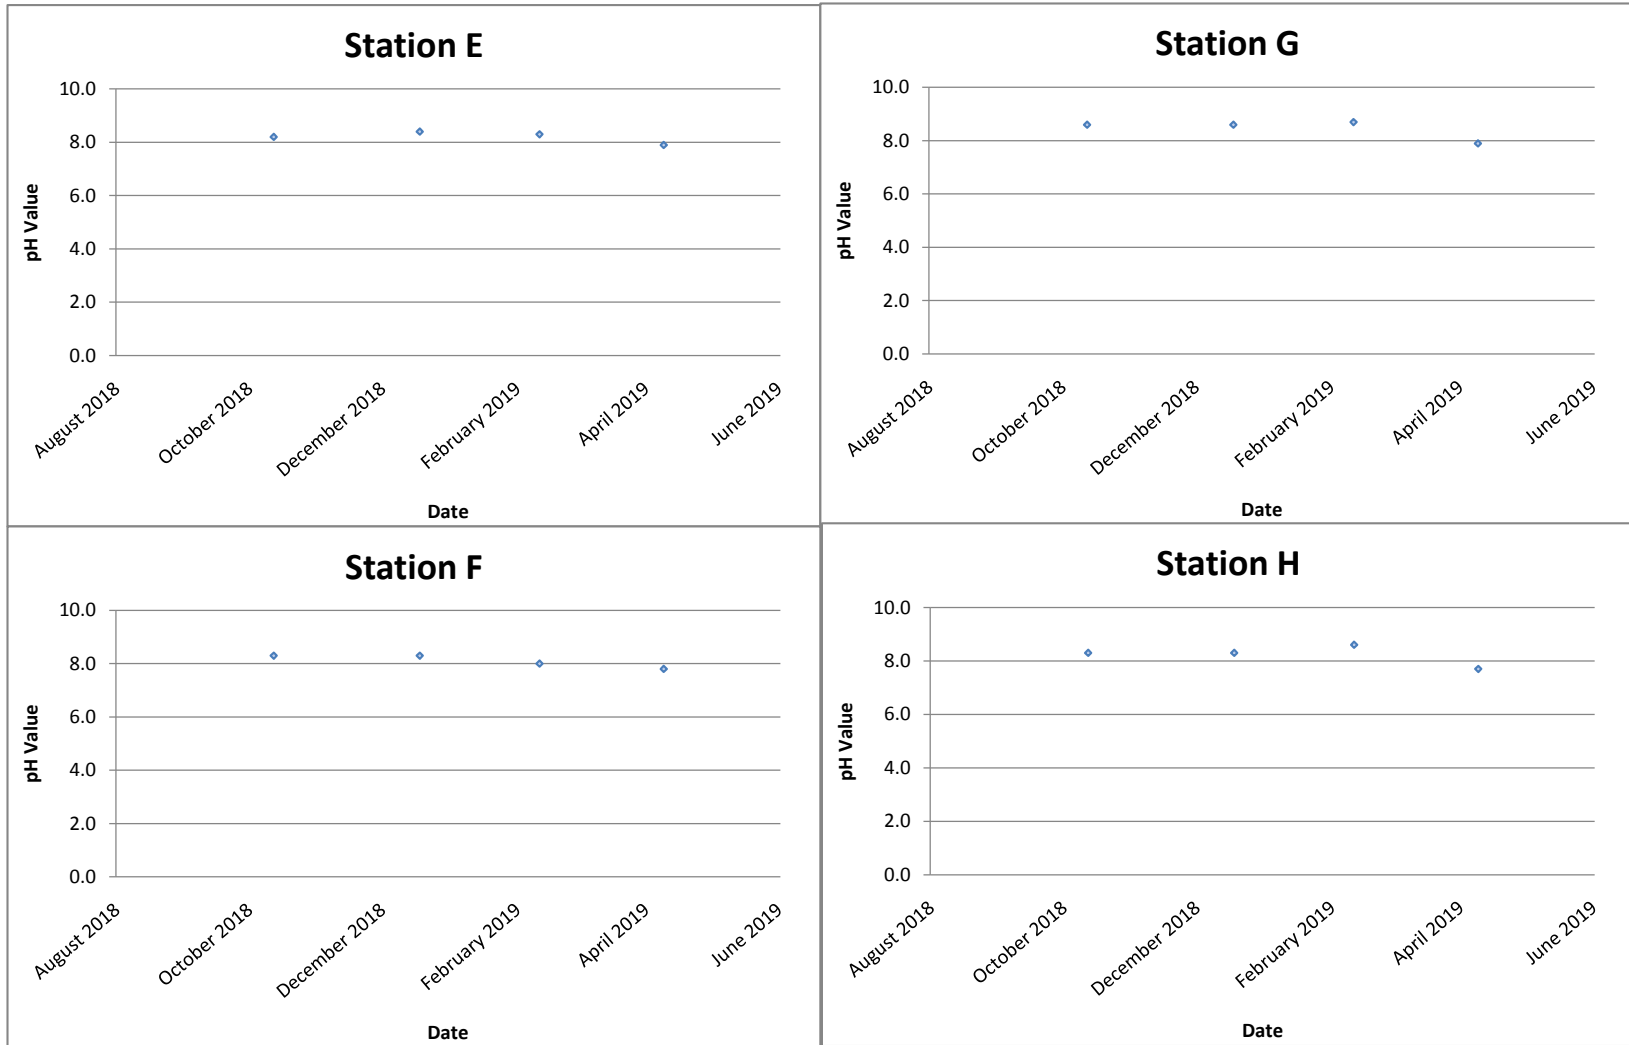 Station E
10.0
8.0
6.0
4.0
2.0
0.0
pH Value
August 2018
October 2018
December 2018
February 2019
April 2019
June 2019
Date
Station G
10.0
8.0
6.0
4.0
2.0
0.0
pH Value
August 2018
October 2018
December 2018
February 2019
April 2019
June 2019
Date
Station F
10.0
8.0
6.0
4.0
2.0
0.0
pH Value
August 2018
October 2018
December 2018
February 2019
April 2019
June 2019
Date
Station H
10.0
8.0
6.0
4.0
2.0
0.0
pH Value
August 2018
October 2018
December 2018
February 2019
April 2019
June 2019
Date